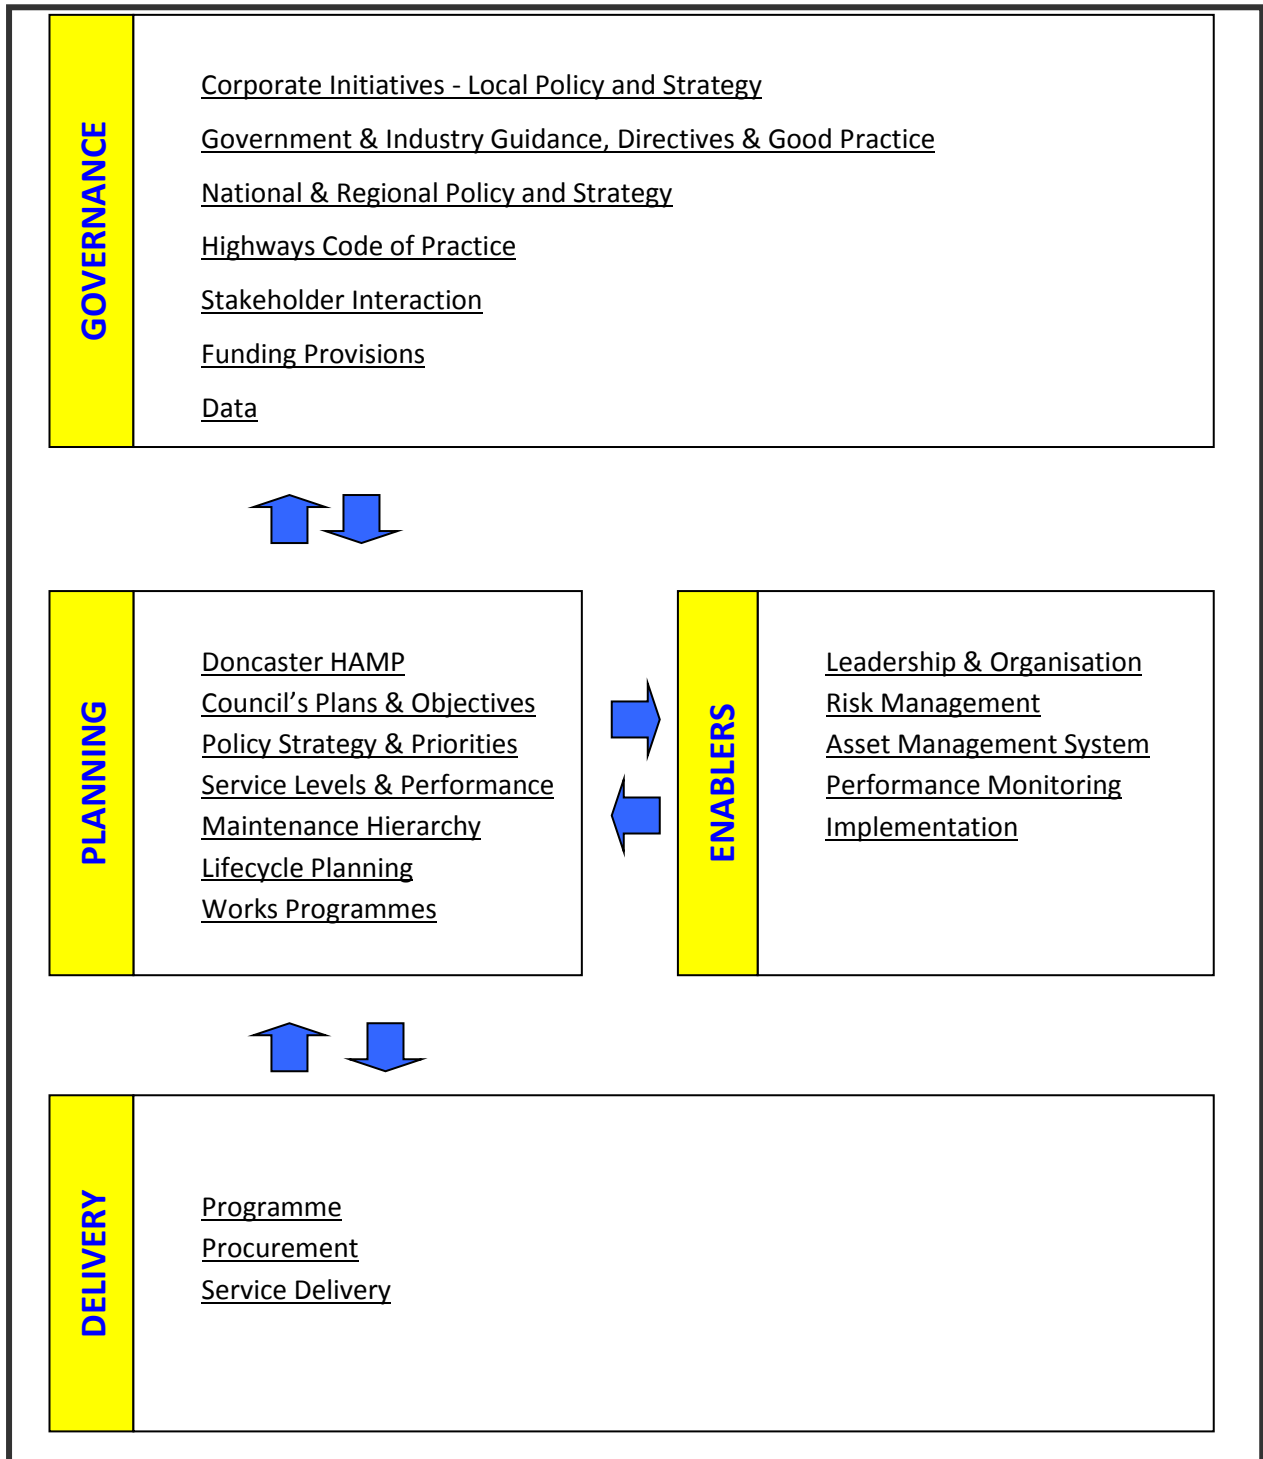 GOVERNANCE
Corporate Initiatives - Local Policy and Strategy
Government & Industry Guidance, Directives & Good Practice
National & Regional Policy and Strategy
Highways Code of Practice
Stakeholder Interaction
Funding Provisions
Data
PLANNING
Doncaster HAMP
Council’s Plans & Objectives
Policy Strategy & Priorities
Service Levels & Performance
Maintenance Hierarchy
Lifecycle Planning
Works Programmes
ENABLERS
Leadership & Organisation
Risk Management
Asset Management System
Performance Monitoring
Implementation
DELIVERY
Programme
Procurement
Service Delivery